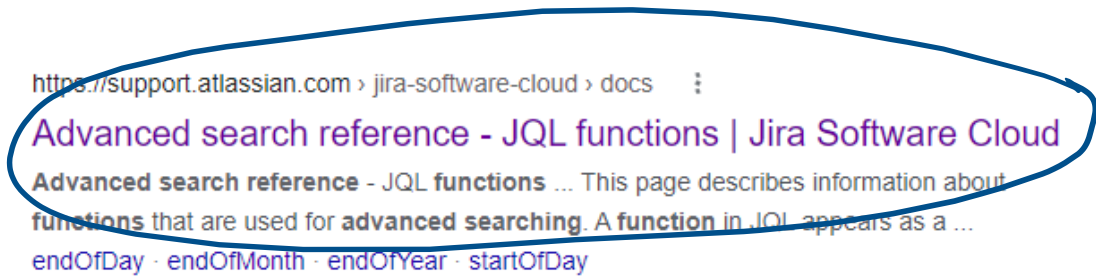 https://support.atlassian.com › jira-software-cloud › docs
Advanced search reference - JQL functions | Jira Software Cloud
Advanced search reference - JQL functions ... This page describes information about
functions that are used for advanced searching. A function in JQL appears as a ...
endOfDay · endOfMonth · endOfYear · startOfDay